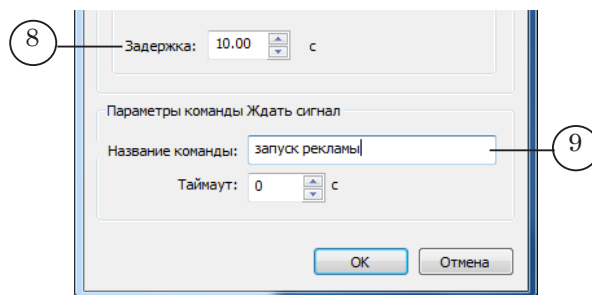 8
Задержка: 10.00 с
Параметры команды Ждать сигнал
Название команды: запуск рекламы
9
Таймаут: 0 с
OK Отмена